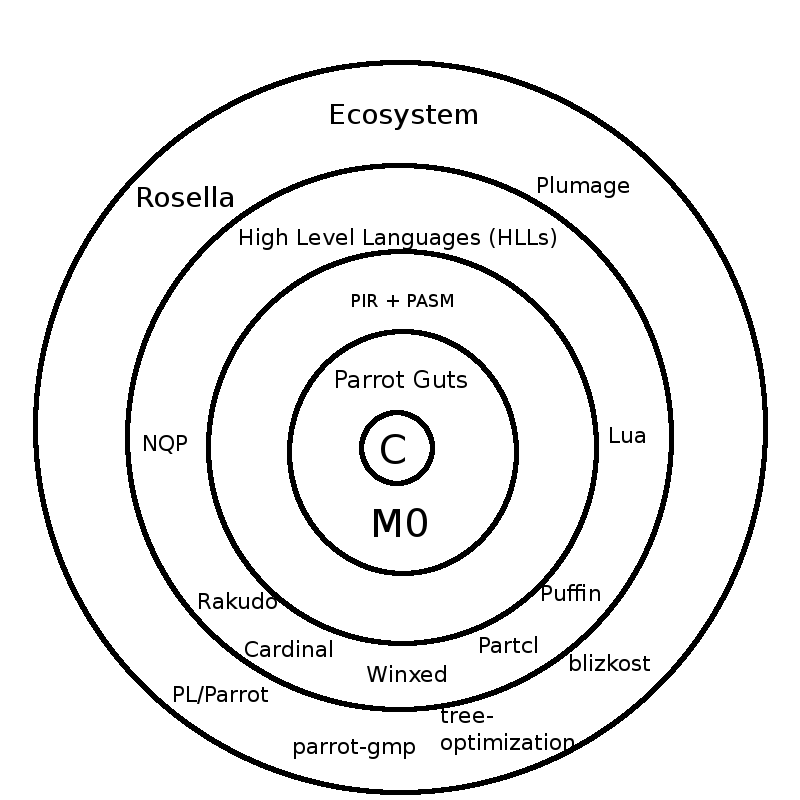 Ecosystem
Plumage
Rosella
High Level Languages (HLLs)
PIR + PASM
Parrot Guts
Lua
NQP
C
M0
Puffin
Rakudo
Partcl
Cardinal
blizkost
Winxed
PL/Parrot
tree-
optimization
parrot-gmp